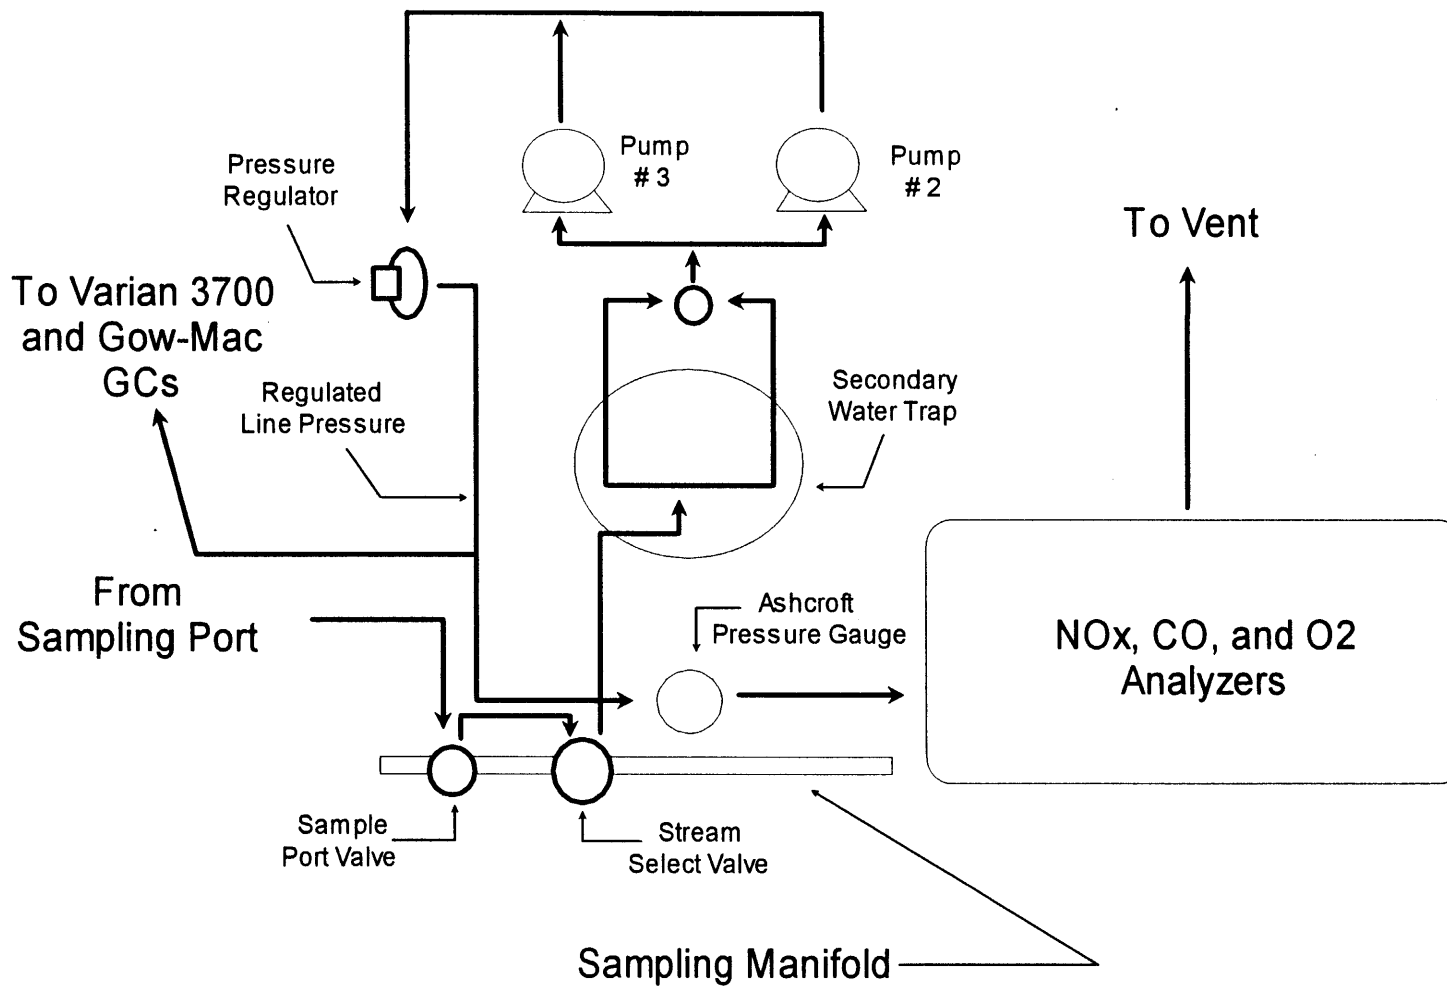 Pump
# 3
Pump
# 2
Pressure
Regulator
To Vent
To Varian 3700
and Gow-Mac
GCs
Regulated
Line Pressure
Secondary
Water Trap
From
Sampling Port
Ashcroft
Pressure Gauge
NOx, CO, and O2
Analyzers
Sample
Port Valve
Stream
Select Valve
Sampling Manifold